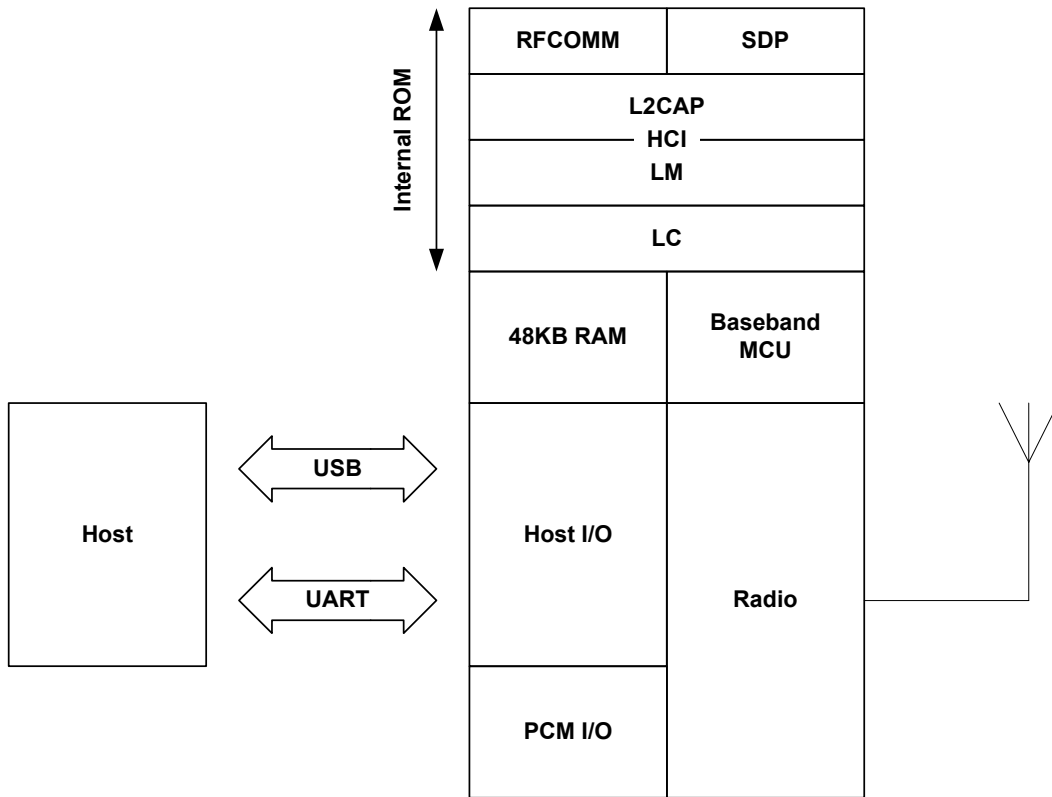 Internal ROM
RFCOMM
SDP
L2CAP
HCI
LM
LC
48KB RAM
Baseband
MCU
Host
USB
UART
Host I/O
Radio
PCM I/O